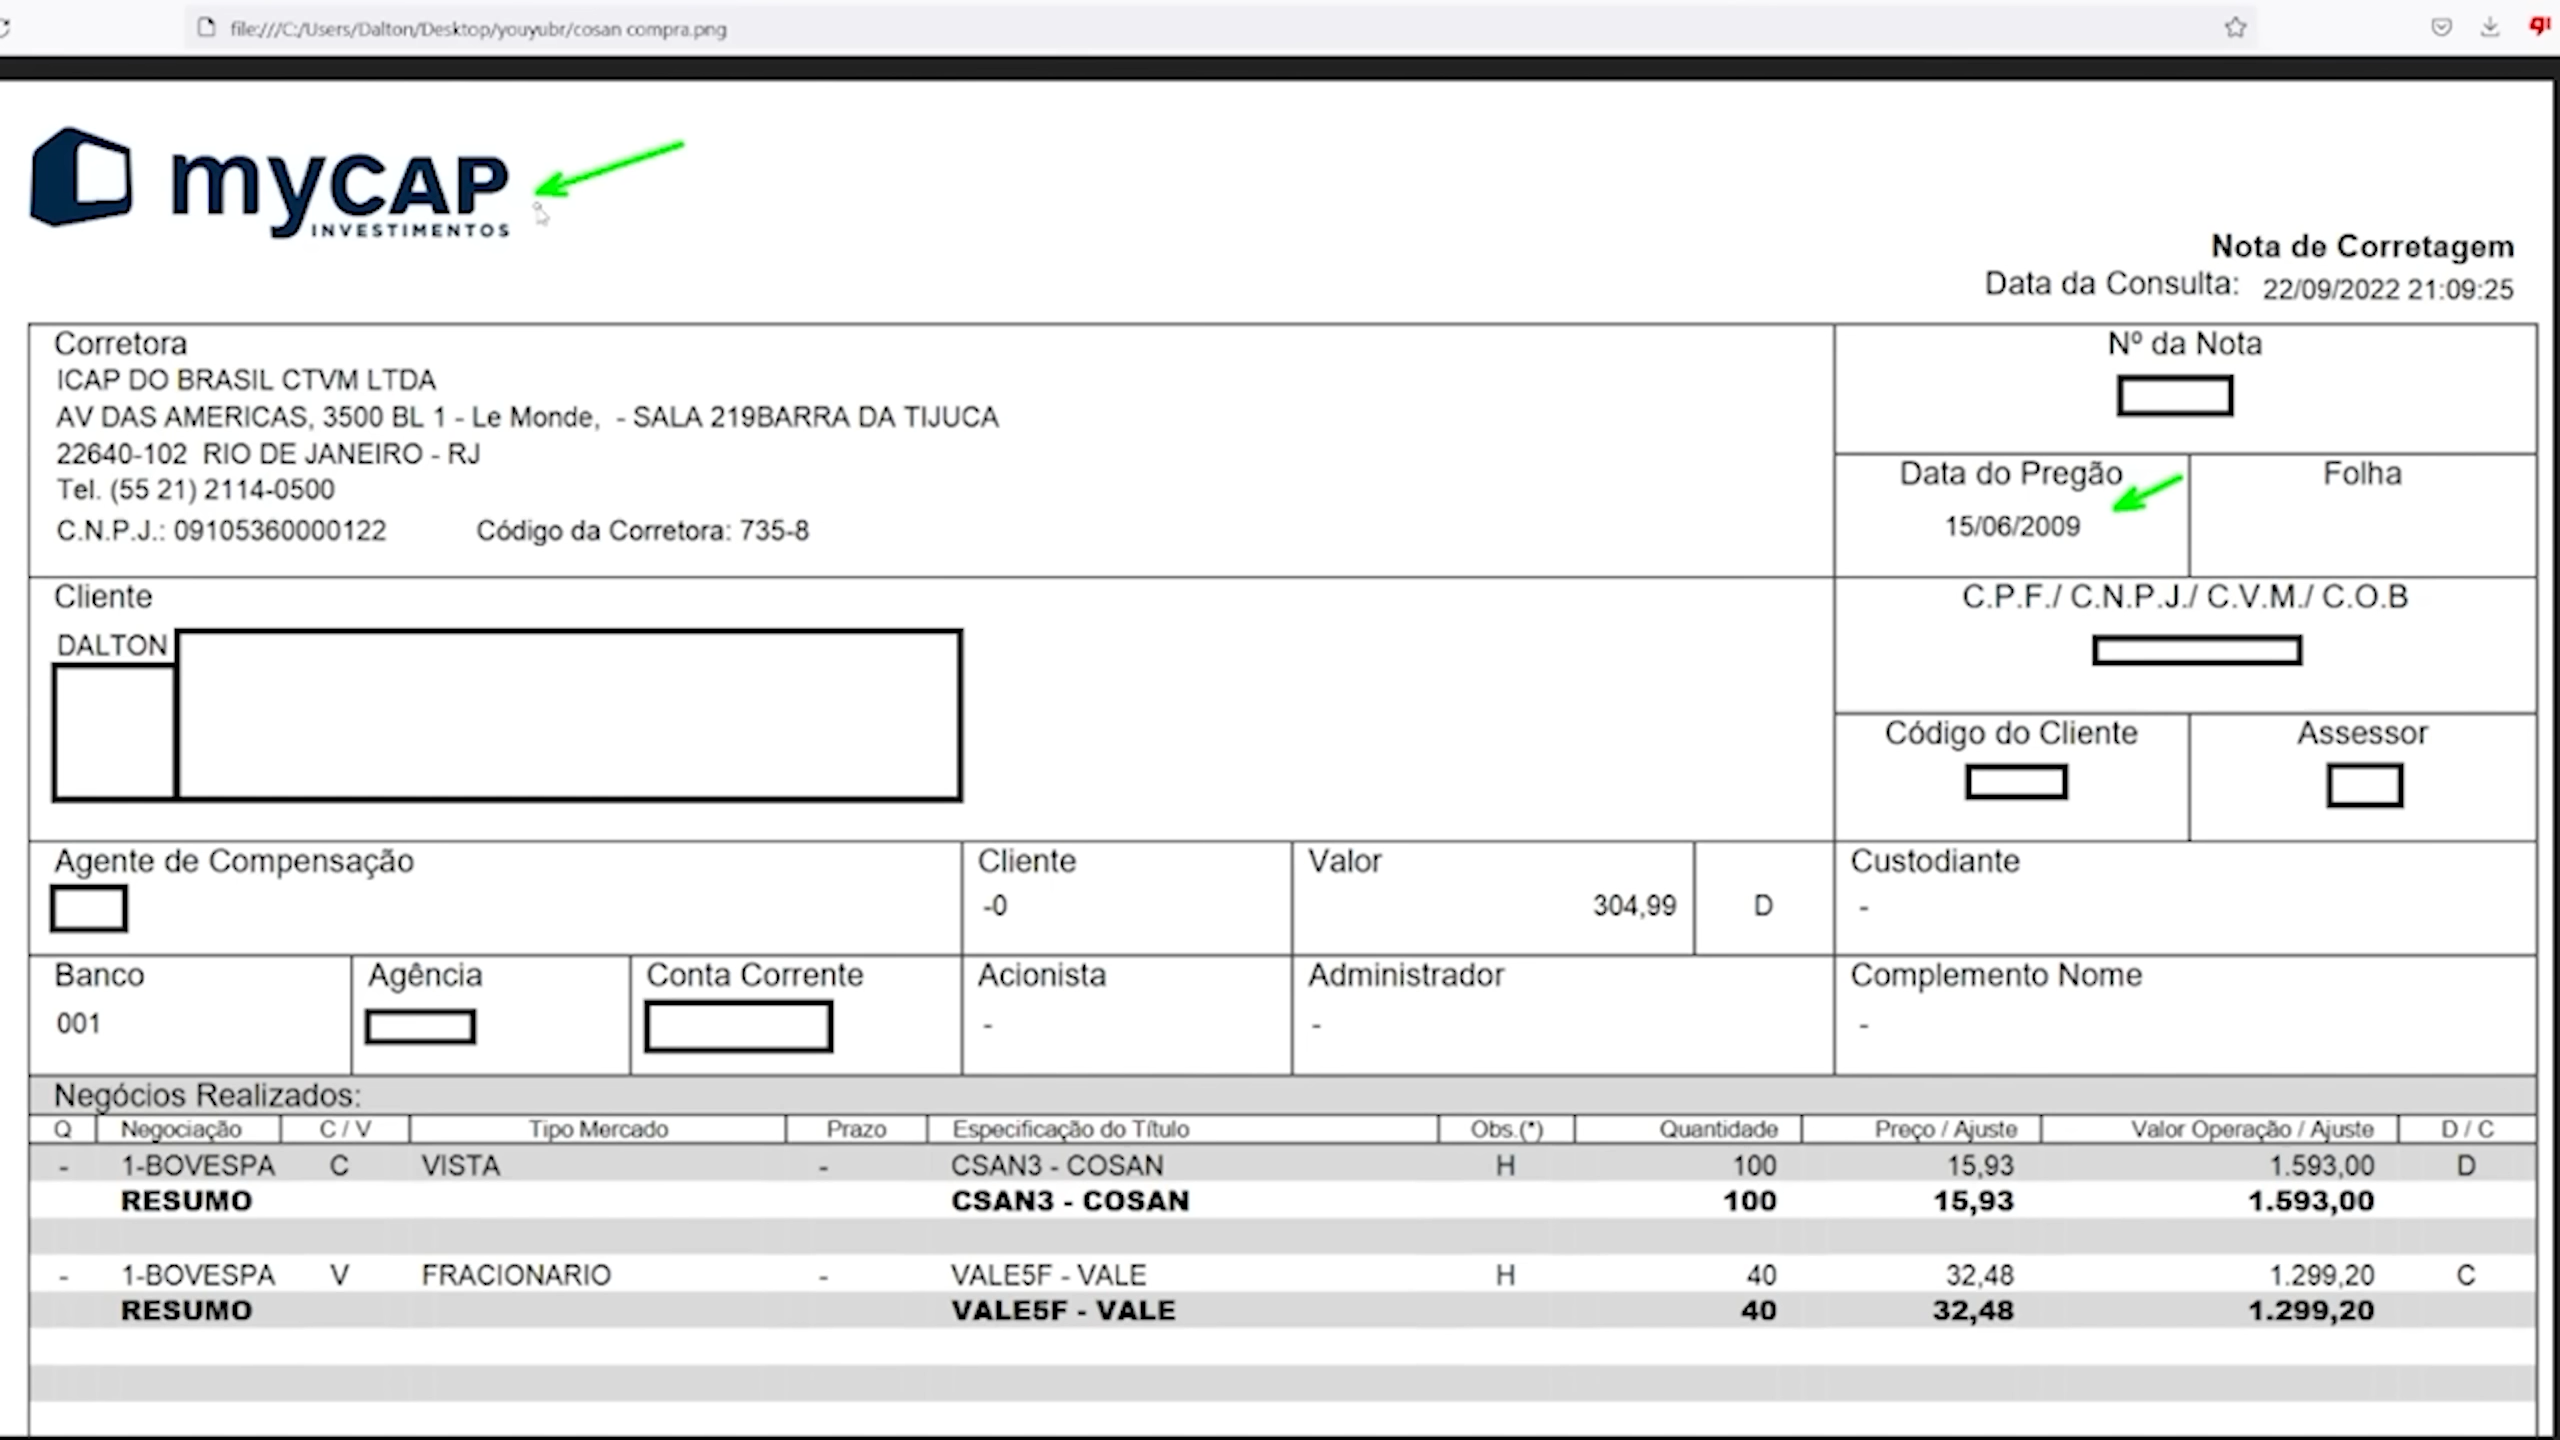 file:///C:/Users/Dalton/Desktop/youyubr/cosan compra.png
myCAP
INVESTIMENTOS
Nota de Corretagem
Data da Consulta: 22/09/2022 21:09:25
Corretora
ICAP DO BRASIL CTVM LTDA
AV DAS AMERICAS, 3500 BL 1 - Le Monde,  - SALA 219BARRA DA TIJUCA
22640-102  RIO DE JANEIRO - RJ
Tel. (55 21) 2114-0500
C.N.P.J.: 09105360000122 Código da Corretora: 735-8
Nº da Nota
Data do Pregão Folha
15/06/2009
Cliente
DALTON
C.P.F./ C.N.P.J./ C.V.M./ C.O.B
Código do Cliente Assessor
Agente de Compensação Cliente Valor Custodiante
-0 304,99 D -
Banco Agência Conta Corrente Acionista Administrador Complemento Nome
001 - - -
Negócios Realizados:
Q Negociação C / V Tipo Mercado Prazo Especificação do Título Obs.(*) Quantidade Preço / Ajuste Valor Operação / Ajuste D / C
- 1-BOVESPA C VISTA - CSAN3 - COSAN H 100 15,93 1.593,00 D
RESUMO CSAN3 - COSAN 100 15,93 1.593,00
- 1-BOVESPA V FRACIONARIO - VALE5F - VALE H 40 32,48 1.299,20 C
RESUMO VALE5F - VALE 40 32,48 1.299,20